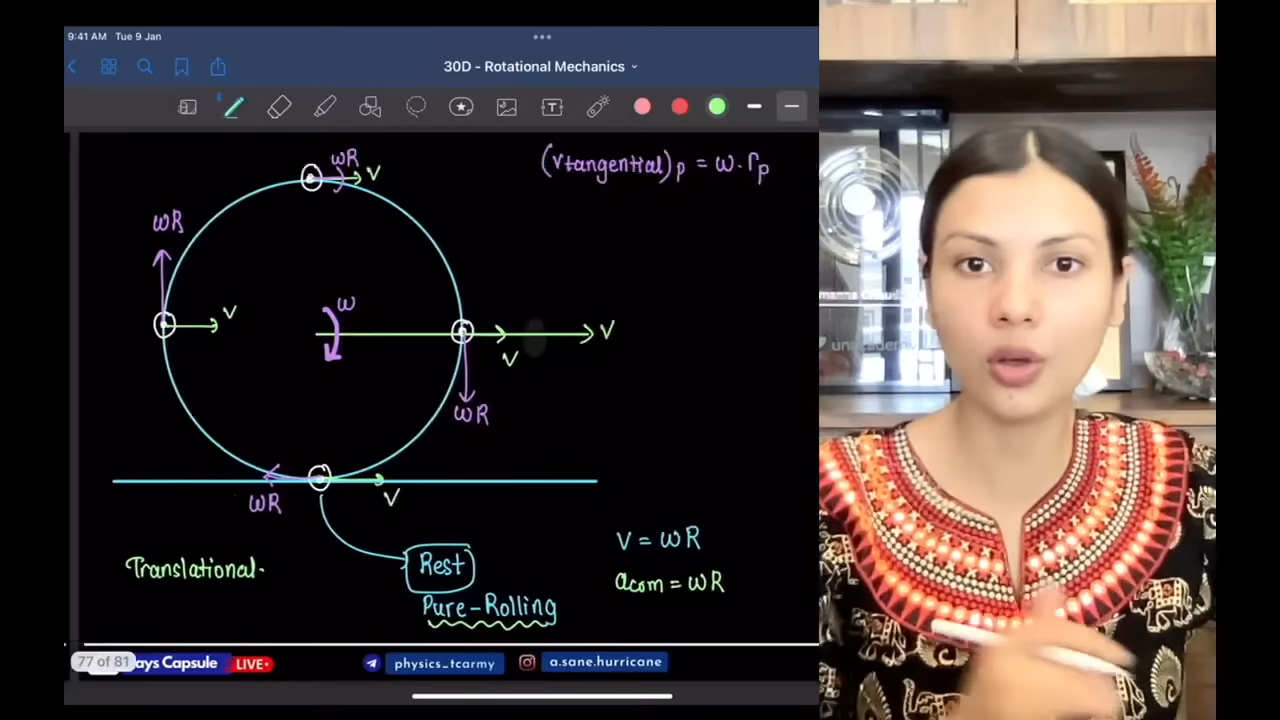 9:41 AM Tue 9 Jan
30D - Rotational Mechanics
(vtangential)p = ω.rp
ωR
v
ωR
v
ω
v
v
ωR
ωR
v
v = ωR
Rest
Translational.
acom = ωR
Pure-Rolling
77 of 81
ays Capsule
LIVE
physics_tcarmy
a.sane.hurricane